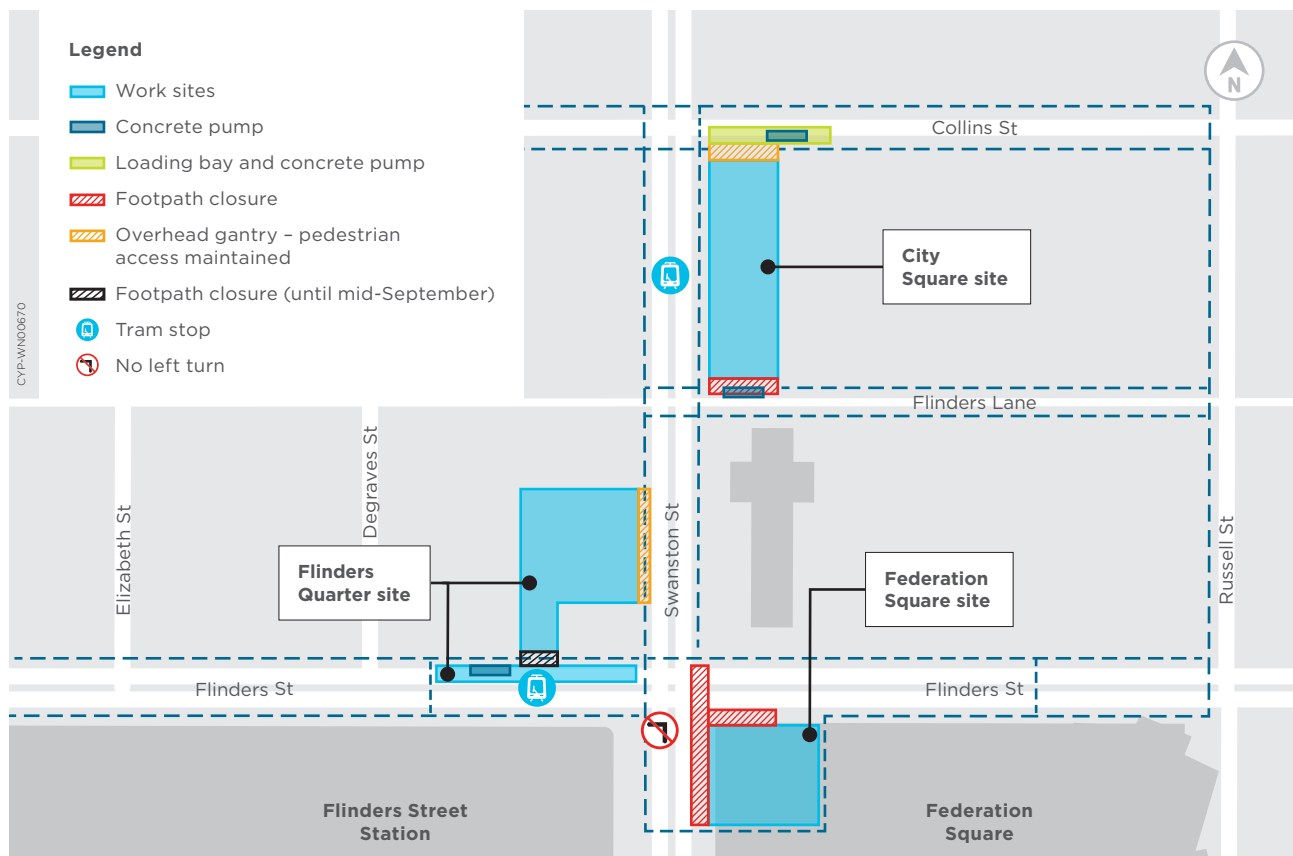 Legend
Work sites
Concrete pump
Loading bay and concrete pump
Footpath closure
Overhead gantry – pedestrian
access maintained
Footpath closure (until mid-September)
Tram stop
No left turn
CYP-WN00670
N
Collins St
City
Square site
Flinders Lane
Elizabeth St
Degraves St
Swanston St
Russell St
Flinders
Quarter site
Federation
Square site
Flinders St
Flinders St
Flinders Street
Station
Federation
Square